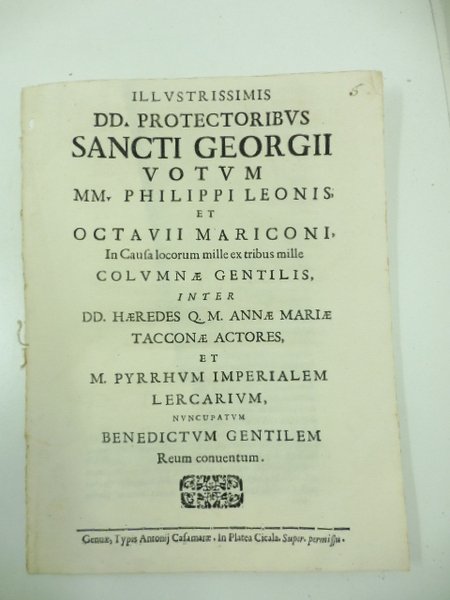 5.
ILLVSTRISSIMIS
DD. PROTECTORIBVS
SANCTI GEORGII
VOTVM
MM. PHILIPPI LEONIS,
ET
OCTAVII MARICONI,
In Cauſa locorum mille ex tribus mille
COLVMNÆ GENTILIS,
INTER
DD. HÆREDES Q. M. ANNÆ MARIÆ
TACCONÆ ACTORES,
ET
M. PYRRHVM IMPERIALEM
LERCARIVM,
NVNCVPATVM
BENEDICTVM GENTILEM
Reum conuentum.
Genuæ, Typis Antonij Caſamaræ. In Platea Cicala. Super. permiſſu.